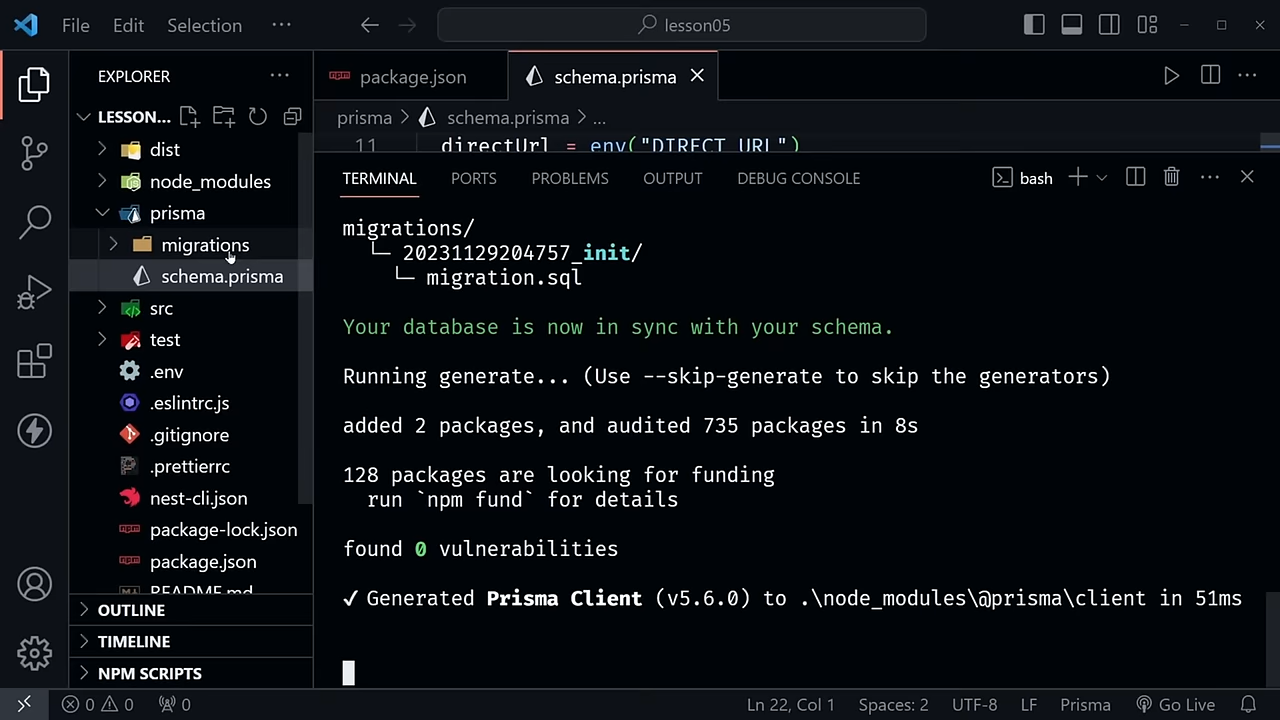 File Edit Selection ··· lesson05
EXPLORER ···
package.json schema.prisma
LESSON...
prisma > schema.prisma > ...
11 directUrl = env("DIRECT_URL")
dist
node_modules
prisma
migrations
schema.prisma
src
test
.env
.eslintrc.js
.gitignore
.prettierrc
nest-cli.json
package-lock.json
package.json
README.md
OUTLINE
TIMELINE
NPM SCRIPTS
TERMINAL PORTS PROBLEMS OUTPUT DEBUG CONSOLE bash
migrations/
└─ 20231129204757_init/
└─ migration.sql
Your database is now in sync with your schema.
Running generate... (Use --skip-generate to skip the generators)
added 2 packages, and audited 735 packages in 8s
128 packages are looking for funding
run `npm fund` for details
found 0 vulnerabilities
✔ Generated Prisma Client (v5.6.0) to .\node_modules\@prisma\client in 51ms
0 0 0 Ln 22, Col 1 Spaces: 2 UTF-8 LF Prisma Go Live